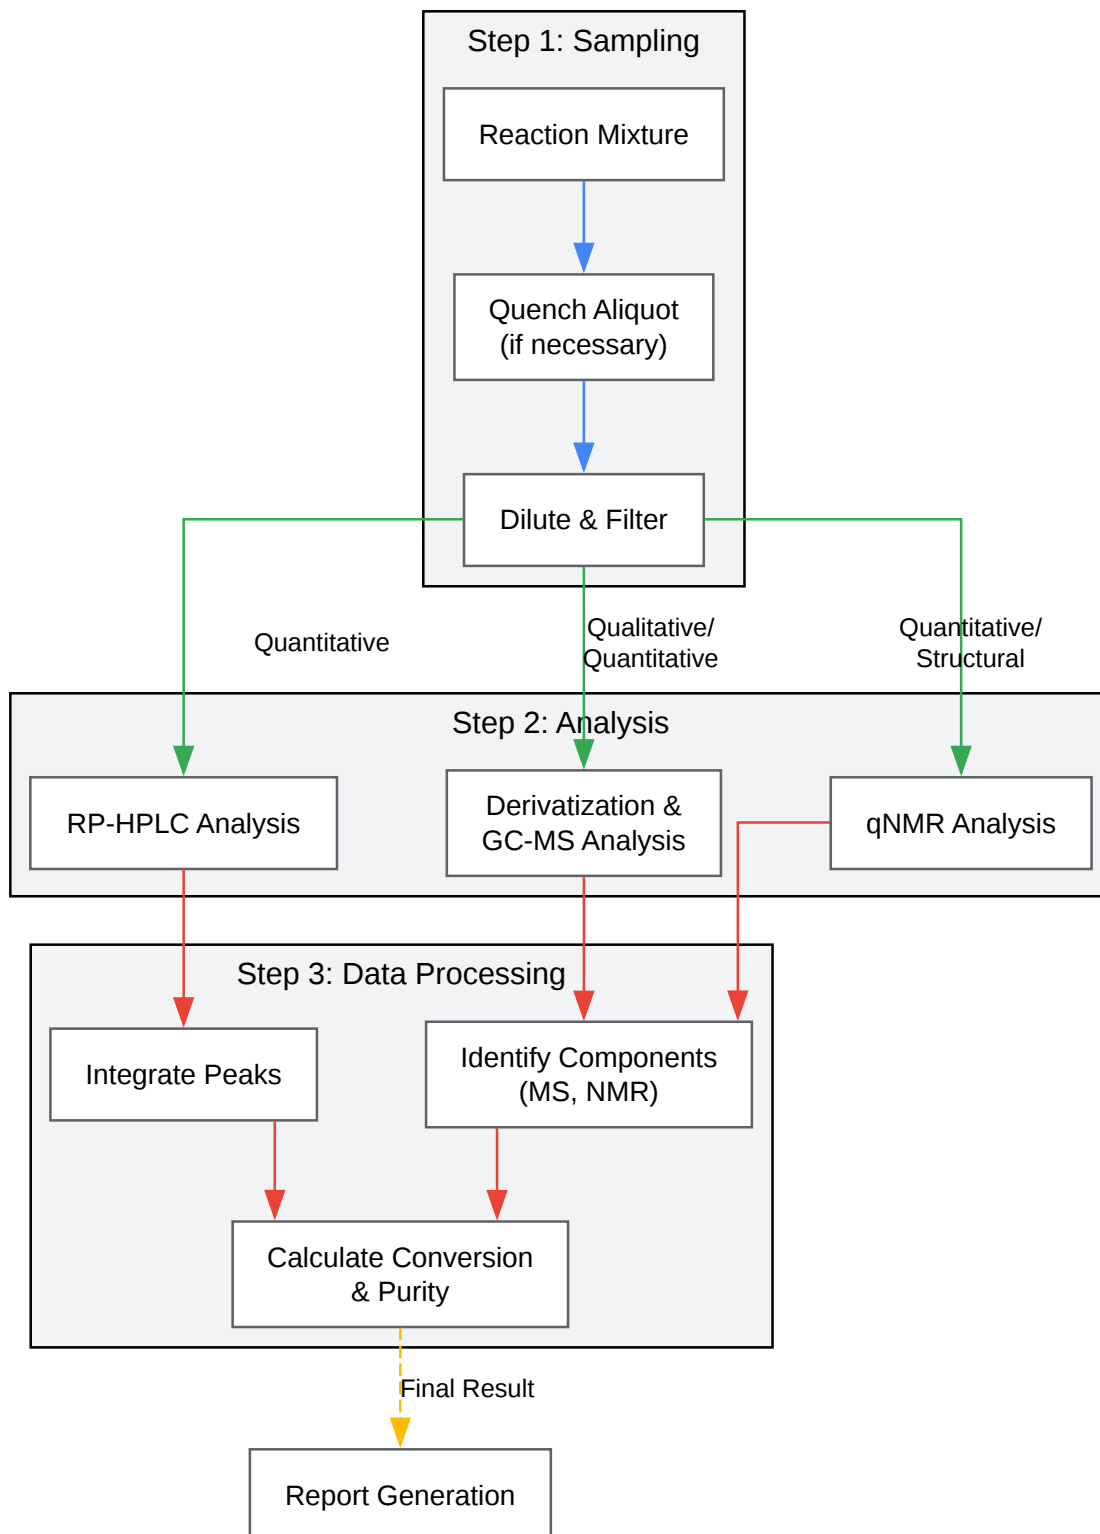 Step 1: Sampling
Reaction Mixture
Quench Aliquot
(if necessary)
Dilute & Filter
Quantitative
Qualitative/
Quantitative
Quantitative/
Structural
Step 2: Analysis
RP-HPLC Analysis
Derivatization &
GC-MS Analysis
qNMR Analysis
Step 3: Data Processing
Integrate Peaks
Identify Components
(MS, NMR)
Calculate Conversion
& Purity
Final Result
Report Generation